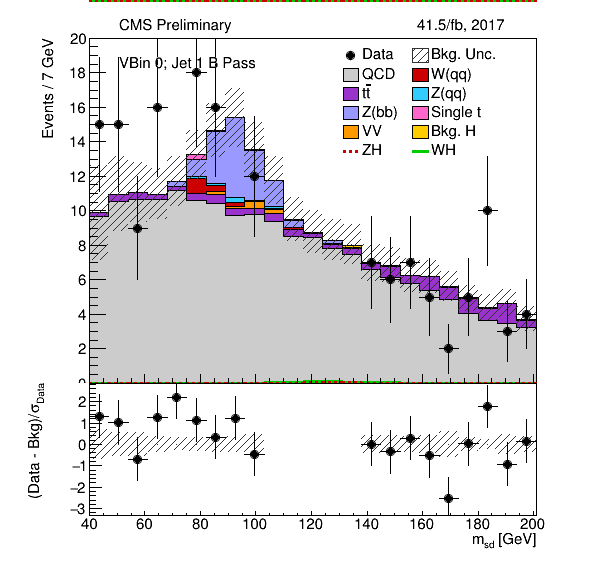 CMS Preliminary 41.5/fb, 2017
VBin 0; Jet 1 B Pass
Events / 7 GeV
20
18
16
14
12
10
8
6
4
2
0
Data Bkg. Unc.
QCD W(qq)
tt̄ Z(qq)
Z(bb) Single t
VV Bkg. H
ZH WH
(Data - Bkg)/σData
2
1
0
−1
−2
−3
40 60 80 100 120 140 160 180 200
msd [GeV]